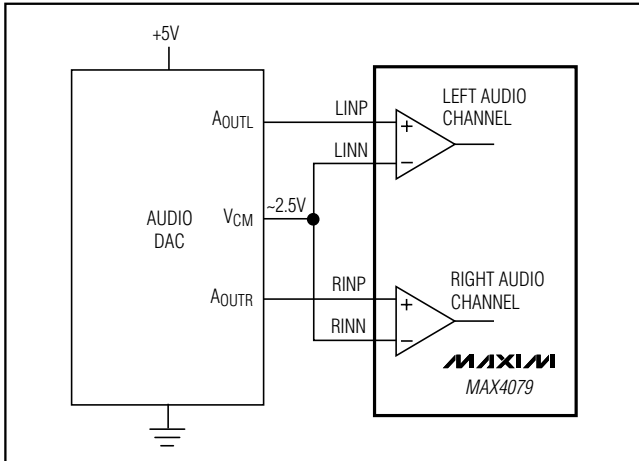 +5V
AUDIO
DAC
AOUTL
VCM
AOUTR
~2.5V
LINP
LINN
RINP
RINN
+
−
LEFT AUDIO
CHANNEL
+
−
RIGHT AUDIO
CHANNEL
MAXIM
MAX4079